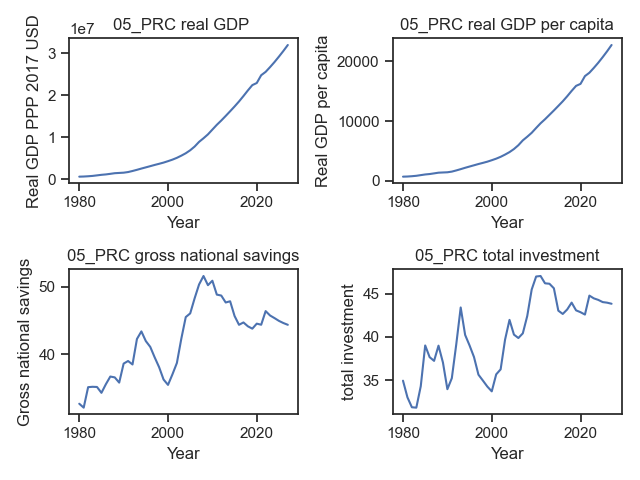 05_PRC real GDP
1e7
Real GDP PPP 2017 USD
3
2
1
0
1980
2000
2020
Year
05_PRC real GDP per capita
Real GDP per capita
20000
10000
0
1980
2000
2020
Year
05_PRC gross national savings
Gross national savings
50
40
1980
2000
2020
Year
05_PRC total investment
total investment
45
40
35
1980
2000
2020
Year